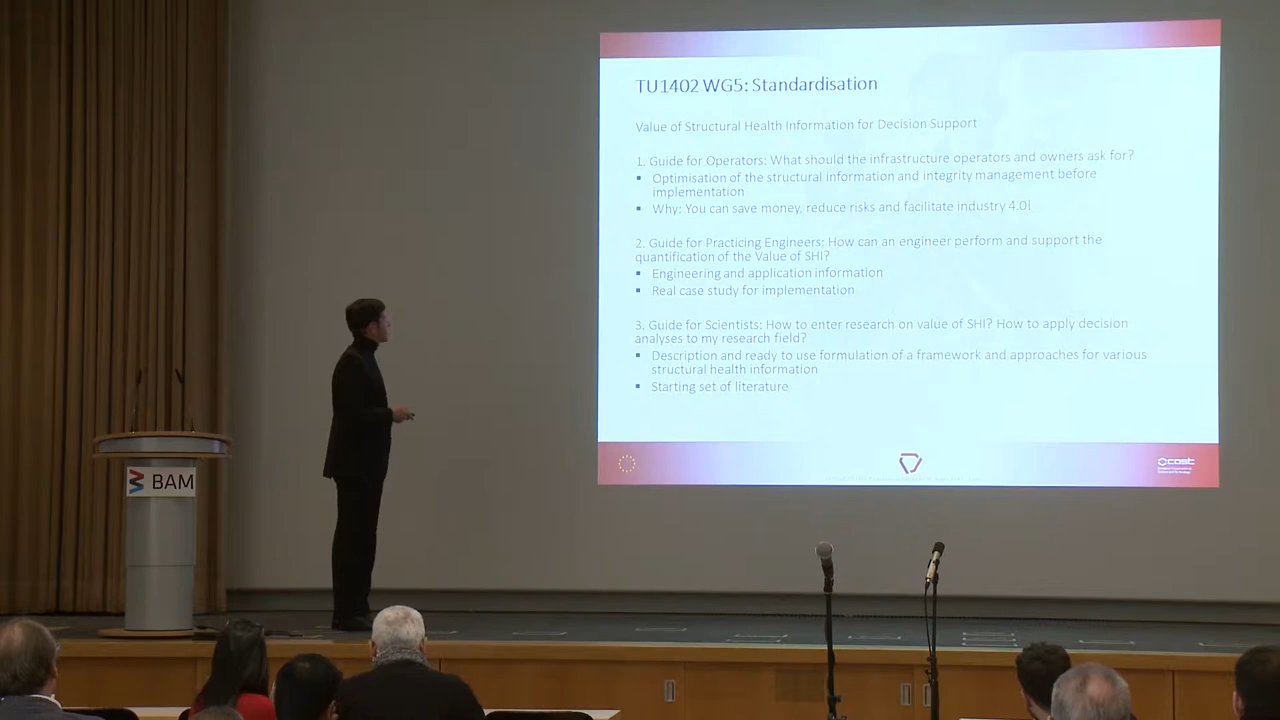 TU1402 WG5: Standardisation
Value of Structural Health Information for Decision Support
1. Guide for Operators: What should the infrastructure operators and owners ask for?
▪ Optimisation of the structural information and integrity management before
implementation
▪ Why: You can save money, reduce risks and facilitate industry 4.0!
2. Guide for Practicing Engineers: How can an engineer perform and support the
quantification of the Value of SHI?
▪ Engineering and application information
▪ Real case study for implementation
3. Guide for Scientists: How to enter research on value of SHI? How to apply decision
analyses to my research field?
▪ Description and ready to use formulation of a framework and approaches for various
structural health information
▪ Starting set of literature
cost
BAM